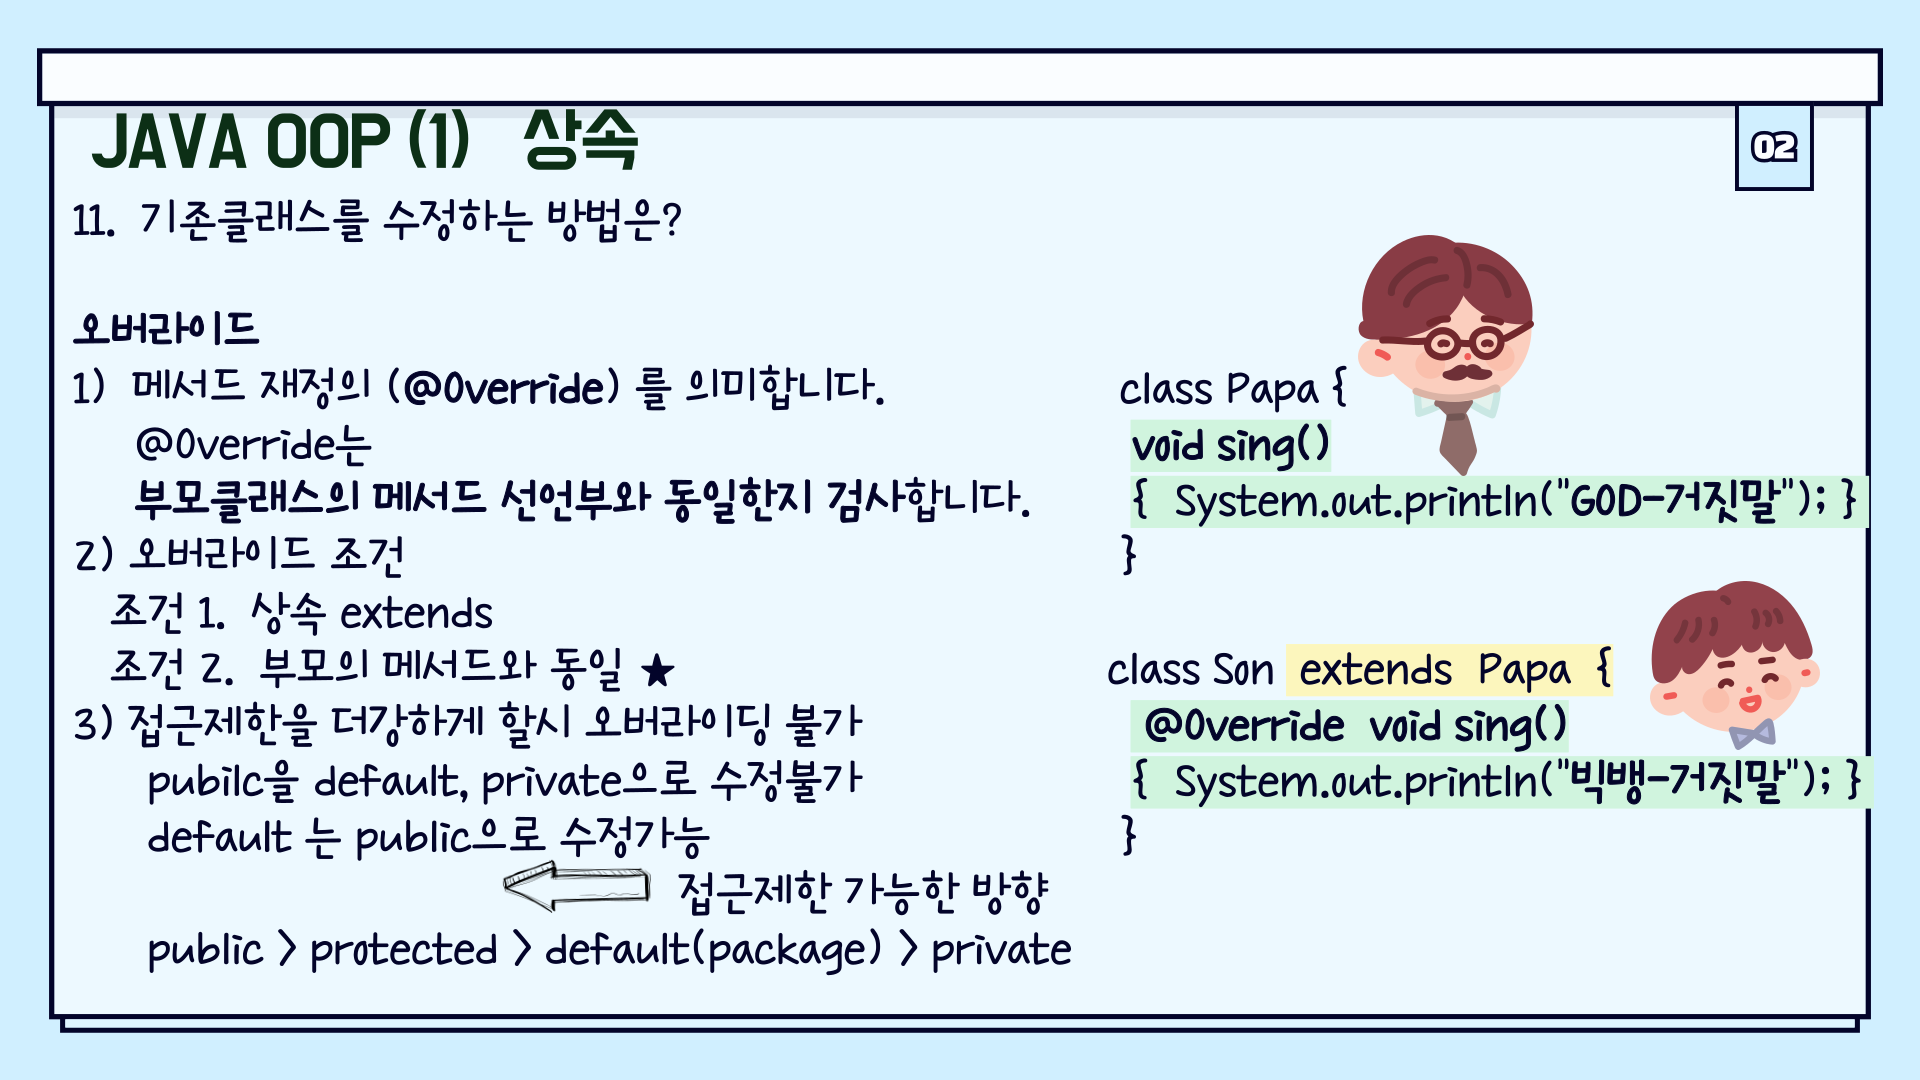 JAVA OOP (1) 상속
02
11. 기존클래스를 수정하는 방법은?
오버라이드
1) 메서드 재정의 (@Override) 를 의미합니다.
@Override는
부모클래스의 메서드 선언부와 동일한지 검사합니다.
2) 오버라이드 조건
조건 1. 상속 extends
조건 2. 부모의 메서드와 동일 ★
3) 접근제한을 더강하게 할시 오버라이딩 불가
pubilc을 default, private으로 수정불가
default 는 public으로 수정가능
접근제한 가능한 방향
public > protected > default(package) > private
class Papa {
void sing()
{ System.out.println("GOD-거짓말"); }
}
class Son extends Papa {
@Override void sing()
{ System.out.println("빅뱅-거짓말"); }
}